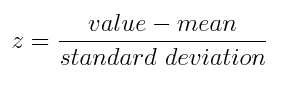 z = value − mean
standard deviation